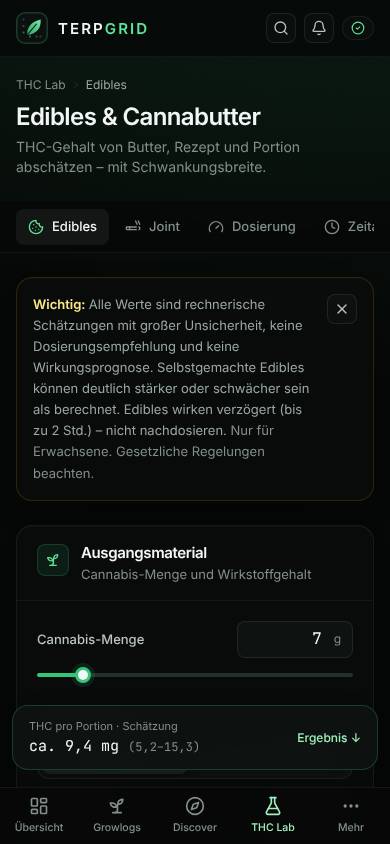 TERPGRID
THC Lab › Edibles
Edibles & Cannabutter
THC-Gehalt von Butter, Rezept und Portion
abschätzen – mit Schwankungsbreite.
Edibles Joint Dosierung Zeita
Wichtig: Alle Werte sind rechnerische
Schätzungen mit großer Unsicherheit, keine
Dosierungsempfehlung und keine
Wirkungsprognose. Selbstgemachte Edibles
können deutlich stärker oder schwächer sein
als berechnet. Edibles wirken verzögert (bis
zu 2 Std.) – nicht nachdosieren. Nur für
Erwachsene. Gesetzliche Regelungen
beachten.
Ausgangsmaterial
Cannabis-Menge und Wirkstoffgehalt
Cannabis-Menge 7 g
THC pro Portion · Schätzung
ca. 9,4 mg (5,2–15,3)
Ergebnis ↓
Übersicht Growlogs Discover THC Lab Mehr